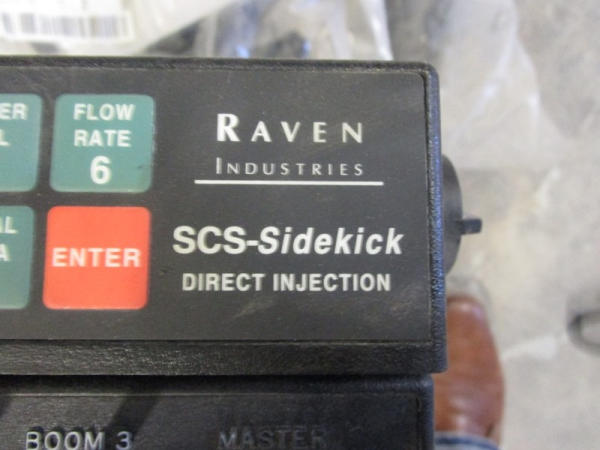 FLOW
RATE
6
ENTER
RAVEN
INDUSTRIES
SCS-Sidekick
DIRECT INJECTION
BOOM 3
MASTER